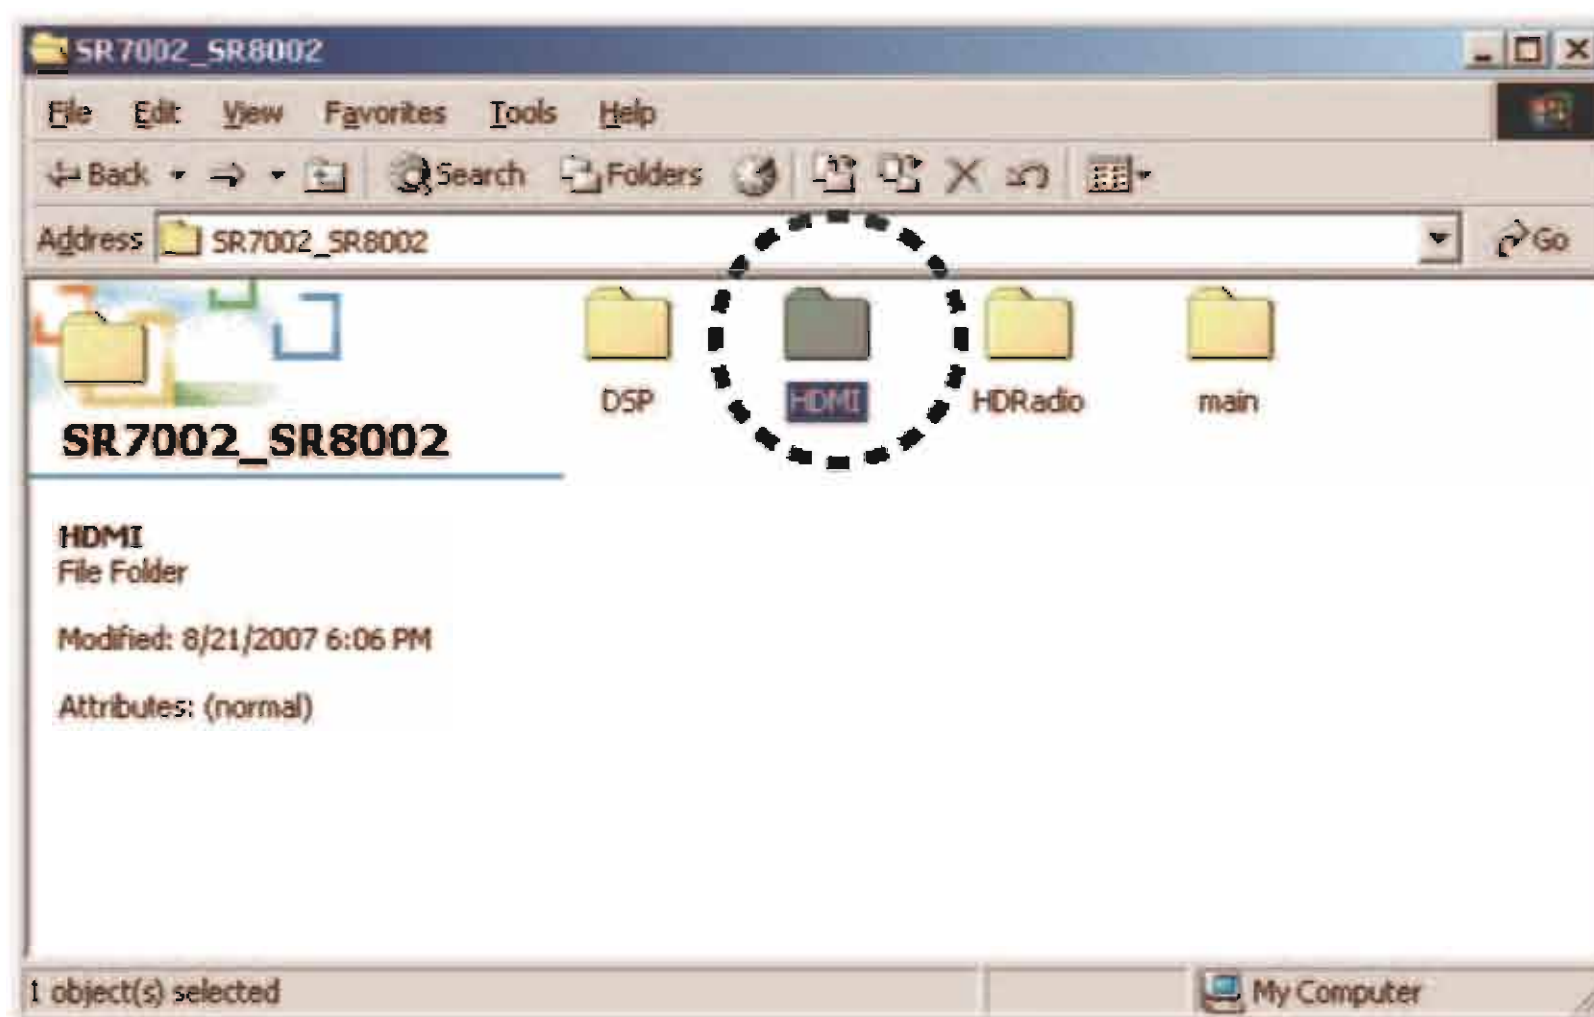 SR7002_SR8002
File Edit View Favorites Tools Help
Back Search Folders
Address SR7002_SR8002 Go
DSP HDMI HDRadio main
SR7002_SR8002
HDMI
File Folder
Modified: 8/21/2007 6:06 PM
Attributes: (normal)
1 object(s) selected My Computer